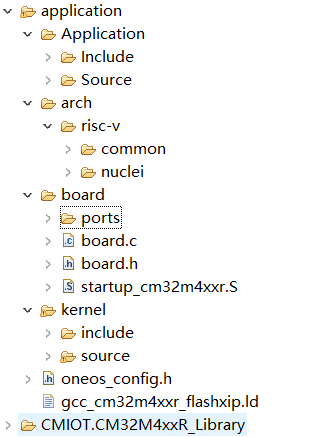 application
Application
Include
Source
arch
risc-v
common
nuclei
board
ports
board.c
board.h
startup_cm32m4xxr.S
kernel
include
source
oneos_config.h
gcc_cm32m4xxr_flashxip.ld
CMIOT.CM32M4xxR_Library